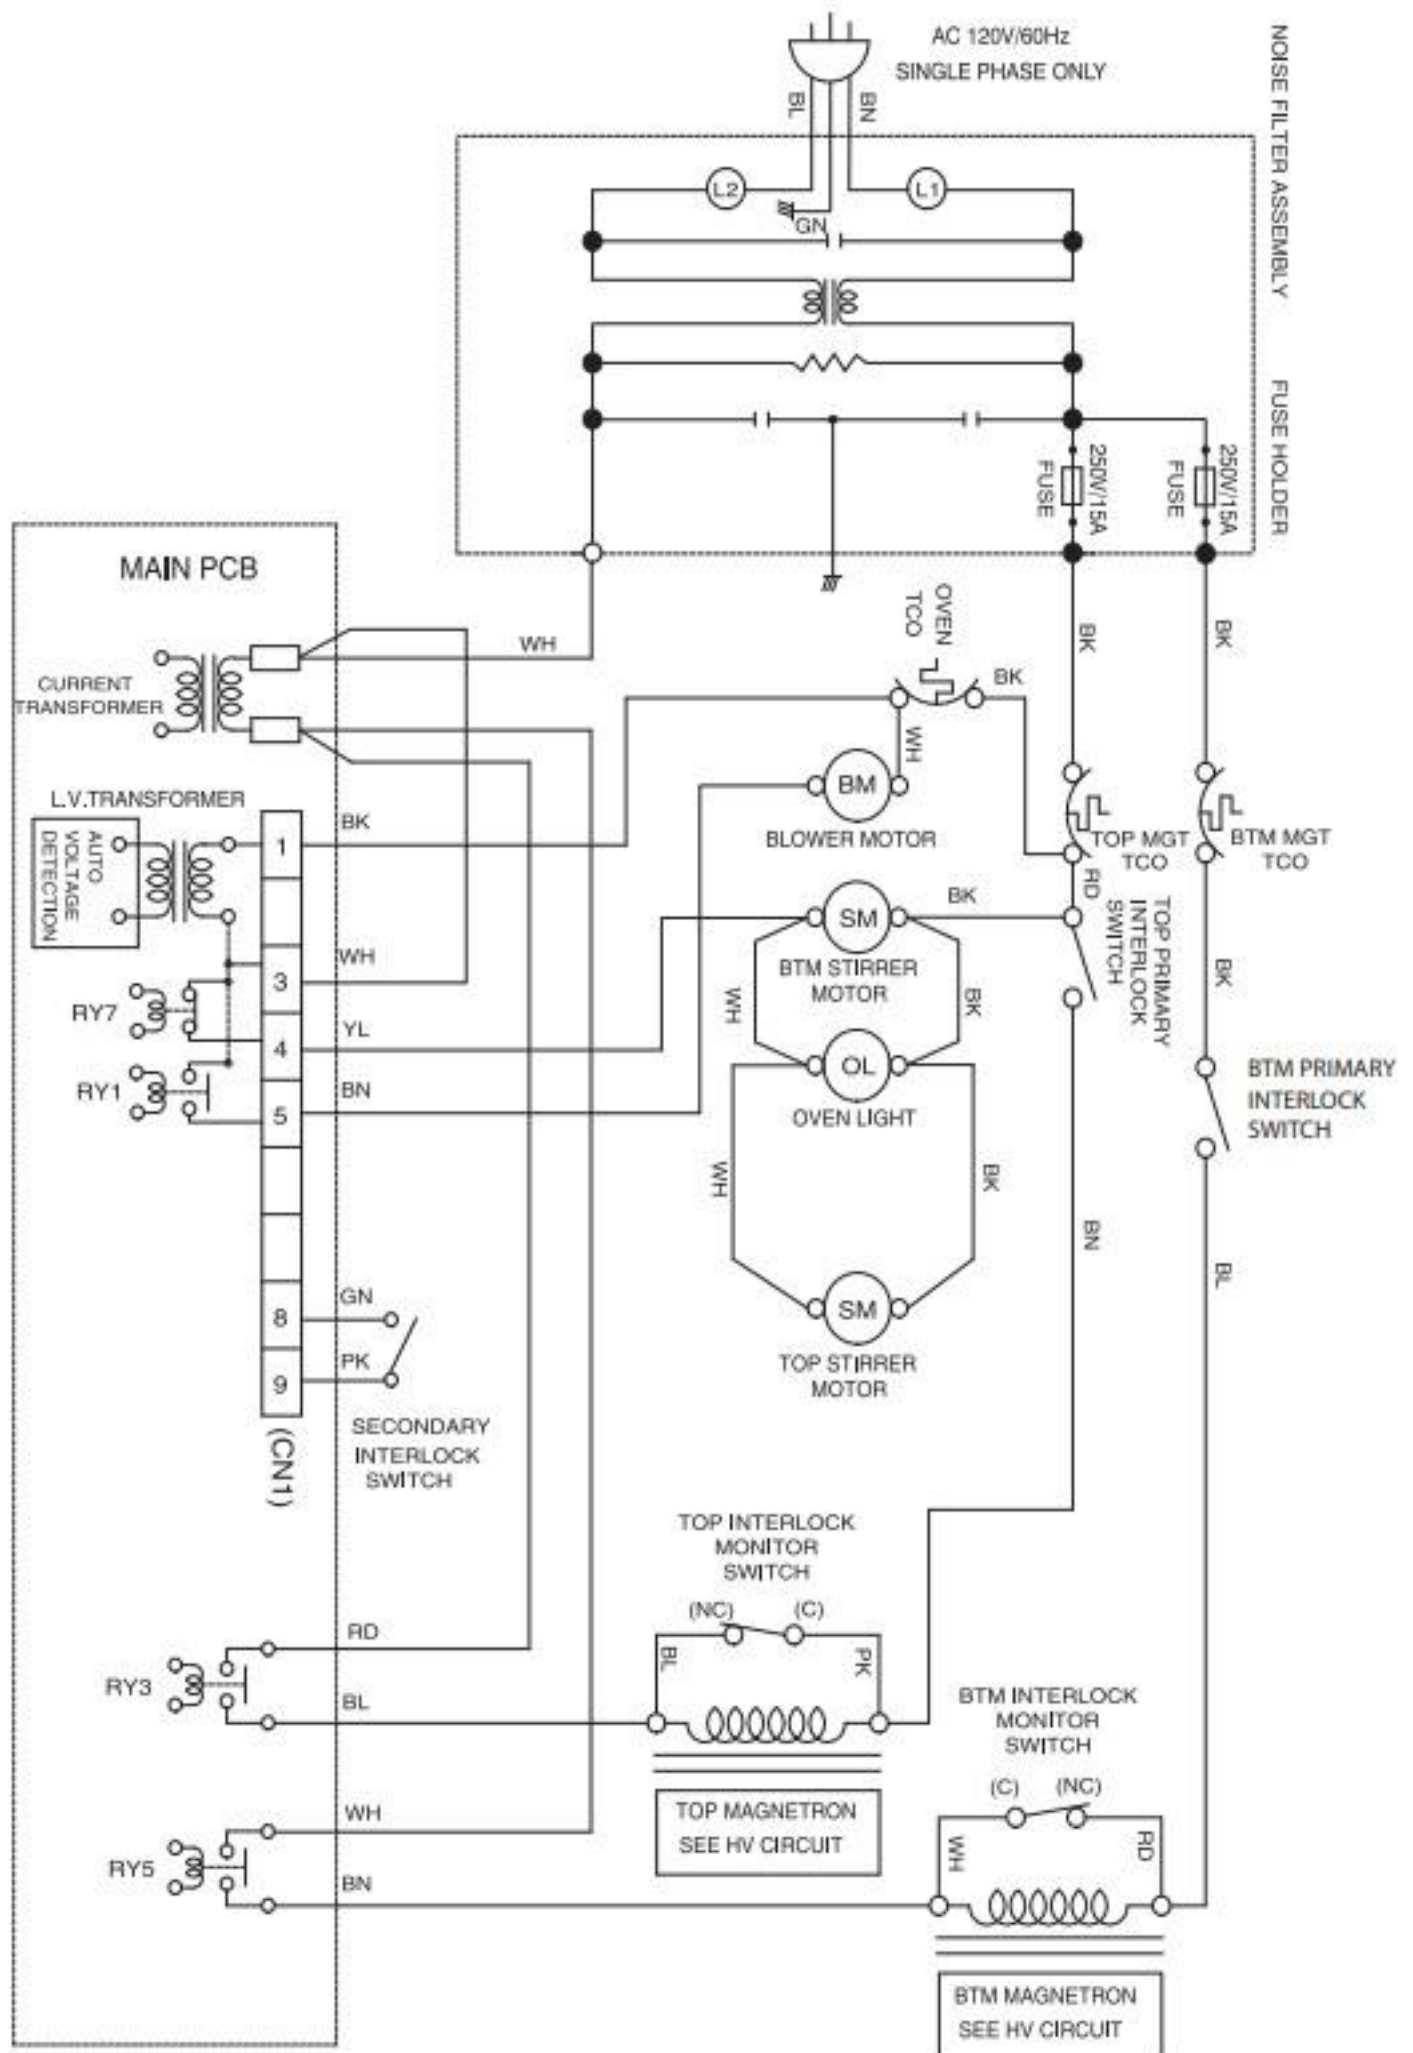 AC 120V/60Hz
SINGLE PHASE ONLY
NOISE FILTER ASSEMBLY
BL
BN
L2
L1
GN
FUSE HOLDER
250V/15A
FUSE
250V/15A
FUSE
MAIN PCB
CURRENT
TRANSFORMER
WH
OVEN
TCO
BK
BK
BK
WH
BM
BLOWER MOTOR
TOP MGT
TCO
BTM MGT
TCO
L.V.TRANSFORMER
AUTO
VOLTAGE
DETECTION
1
BK
RD
SM
BK
BTM STIRRER
MOTOR
TOP PRIMARY
INTERLOCK
SWITCH
BK
3
WH
RY7
4
YL
WH
BK
RY1
5
BN
OL
OVEN LIGHT
BTM PRIMARY
INTERLOCK
SWITCH
WH
BK
BN
BL
8
GN
9
PK
SM
TOP STIRRER
MOTOR
SECONDARY
INTERLOCK
SWITCH
(CN1)
TOP INTERLOCK
MONITOR
SWITCH
(NC)
(C)
RD
BL
PK
RY3
BL
BTM INTERLOCK
MONITOR
SWITCH
(C)
(NC)
TOP MAGNETRON
SEE HV CIRCUIT
WH
RY5
BN
WH
RD
BTM MAGNETRON
SEE HV CIRCUIT